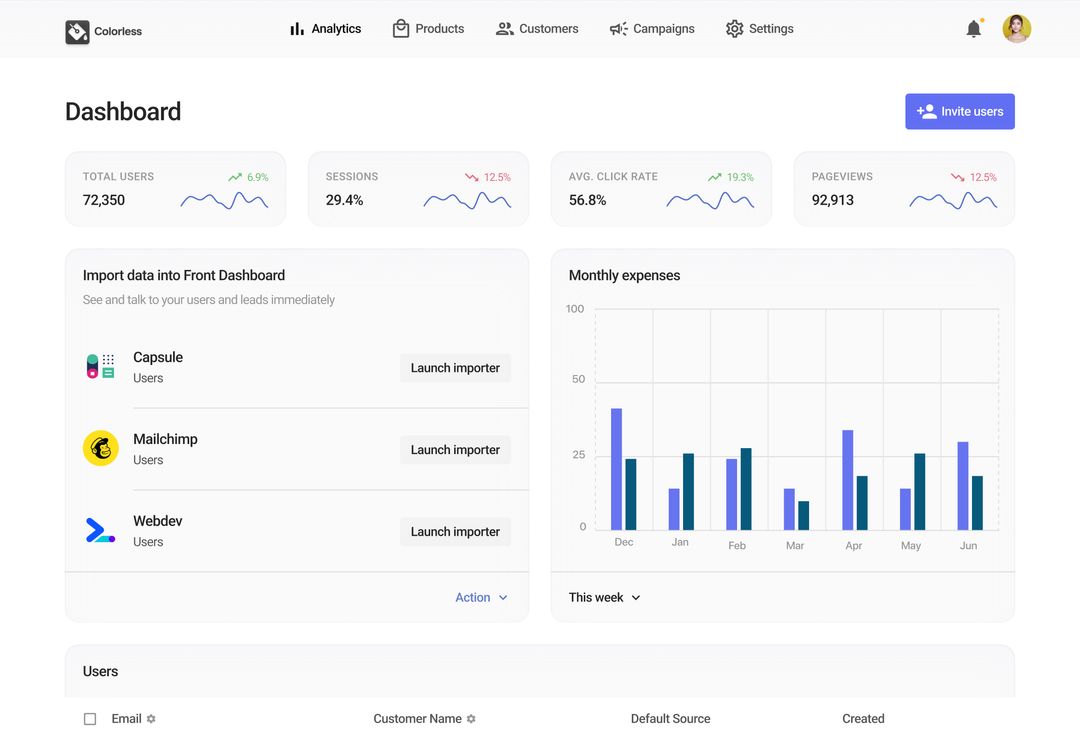 Colorless
Analytics
Products
Customers
Campaigns
Settings
Dashboard
Invite users
TOTAL USERS
6.9%
72,350
SESSIONS
12.5%
29.4%
AVG. CLICK RATE
19.3%
56.8%
PAGEVIEWS
12.5%
92,913
Import data into Front Dashboard
See and talk to your users and leads immediately
Capsule
Users
Launch importer
Mailchimp
Users
Launch importer
Webdev
Users
Launch importer
Action
Monthly expenses
100
50
25
0
Dec Jan Feb Mar Apr May Jun
This week
Users
Email
Customer Name
Default Source
Created